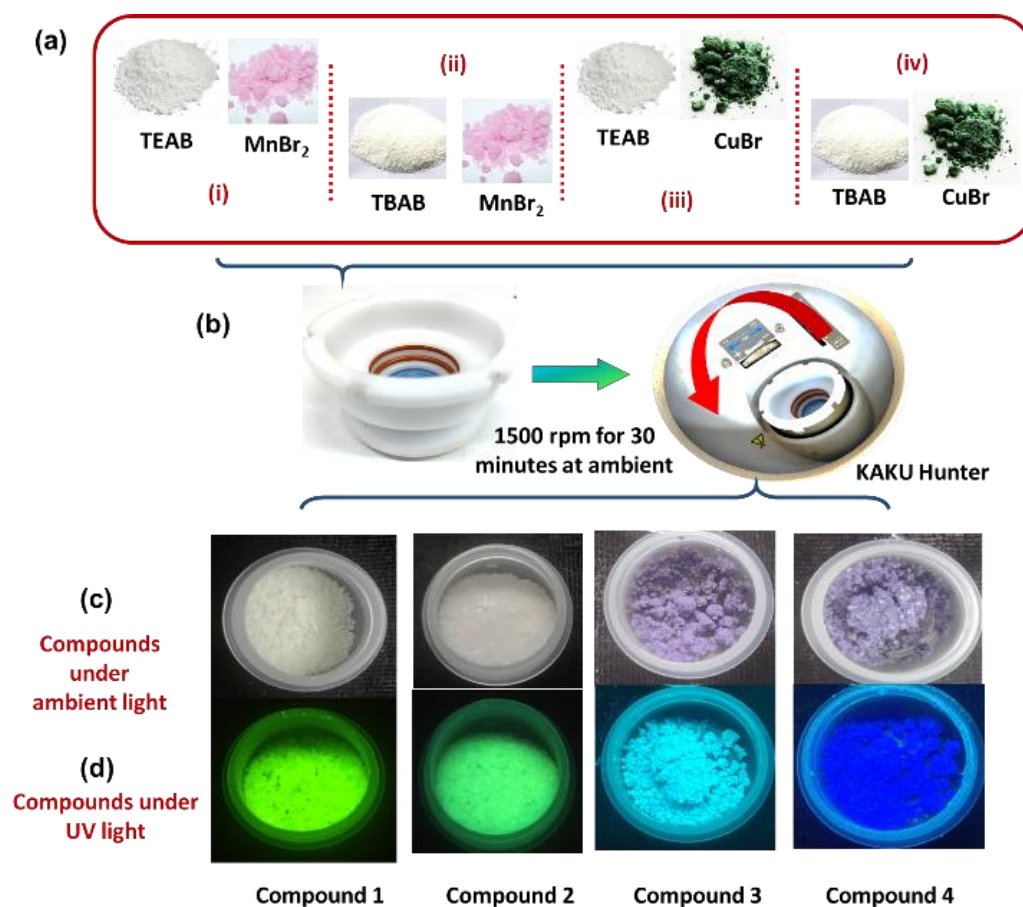 (a)
TEAB
MnBr₂
(i)
(ii)
TBAB
MnBr₂
TEAB
CuBr
(iii)
(iv)
TBAB
CuBr
(b)
1500 rpm for 30
minutes at ambient
KAKU Hunter
(c)
Compounds
under
ambient light
(d)
Compounds under
UV light
Compound 1
Compound 2
Compound 3
Compound 4